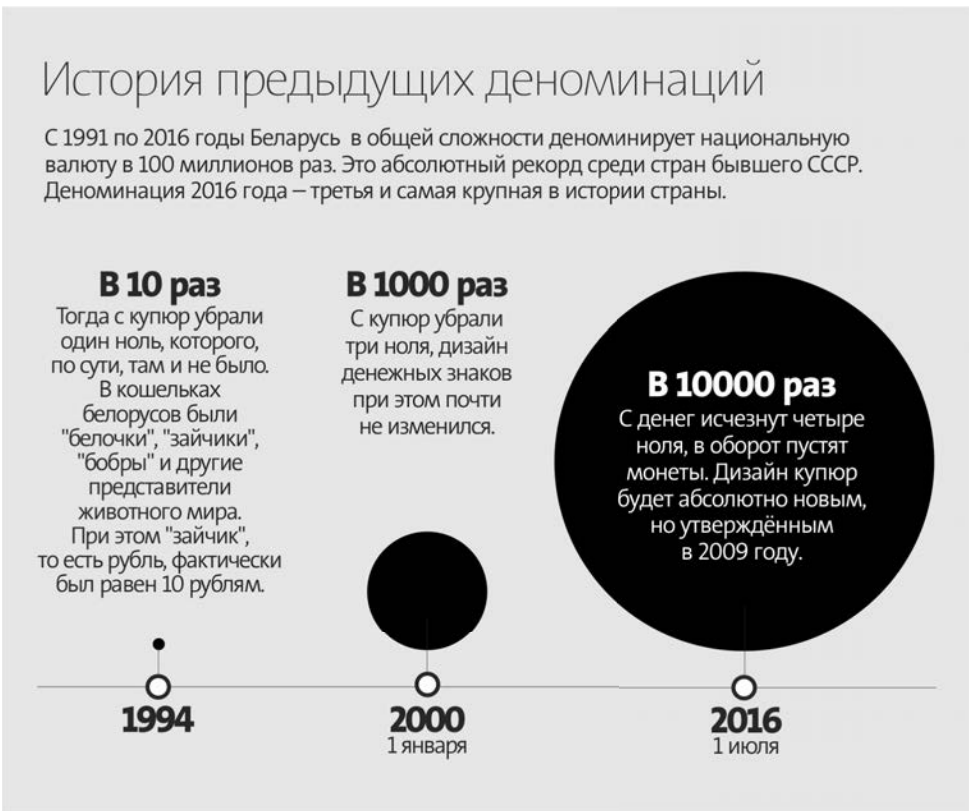 История предыдущих деноминаций
С 1991 по 2016 годы Беларусь в общей сложности деноминирует национальную
валюту в 100 миллионов раз. Это абсолютный рекорд среди стран бывшего СССР.
Деноминация 2016 года – третья и самая крупная в истории страны.
В 10 раз
Тогда с купюр убрали
один ноль, которого,
по сути, там и не было.
В кошельках
белорусов были
"белочки", "зайчики",
"бобры" и другие
представители
животного мира.
При этом "зайчик",
то есть рубль, фактически
был равен 10 рублям.
1994
В 1000 раз
С купюр убрали
три ноля, дизайн
денежных знаков
при этом почти
не изменился.
2000
1 января
В 10000 раз
С денег исчезнут четыре
ноля, в оборот пустят
монеты. Дизайн купюр
будет абсолютно новым,
но утверждённым
в 2009 году.
2016
1 июля